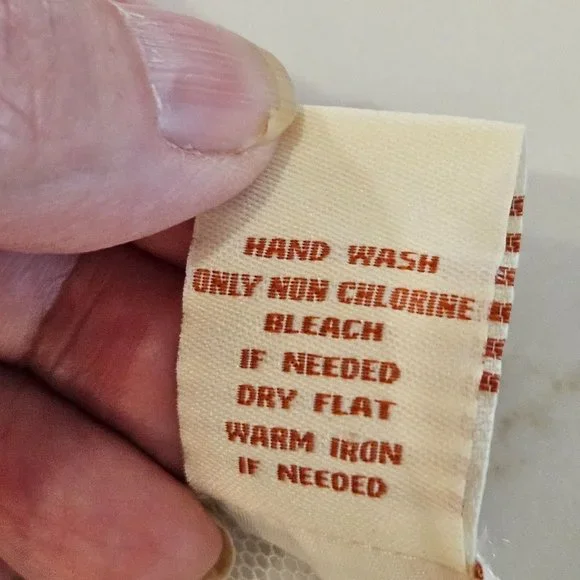 HAND WASH
ONLY NON CHLORINE
BLEACH
IF NEEDED
DRY FLAT
WARM IRON
IF NEEDED